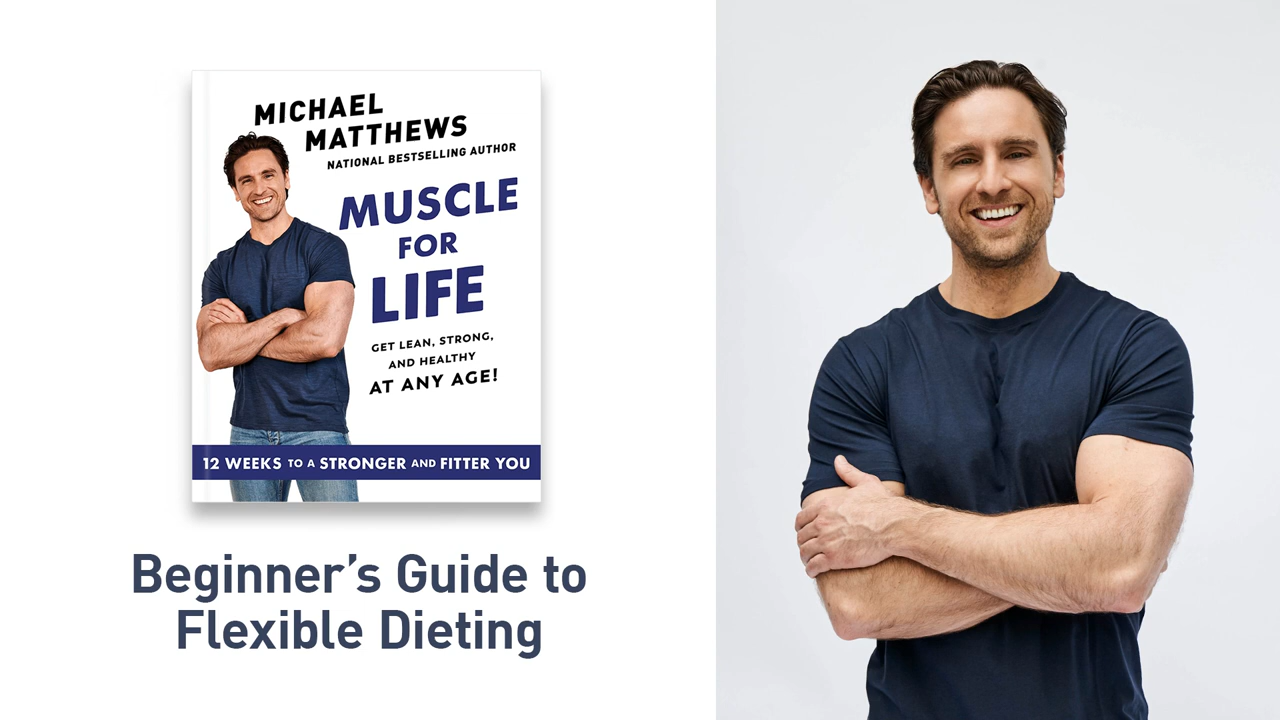 MICHAEL
MATTHEWS
NATIONAL BESTSELLING AUTHOR
MUSCLE
FOR
LIFE
GET LEAN, STRONG,
AND HEALTHY
AT ANY AGE!
12 WEEKS TO A STRONGER AND FITTER YOU
Beginner’s Guide to
Flexible Dieting